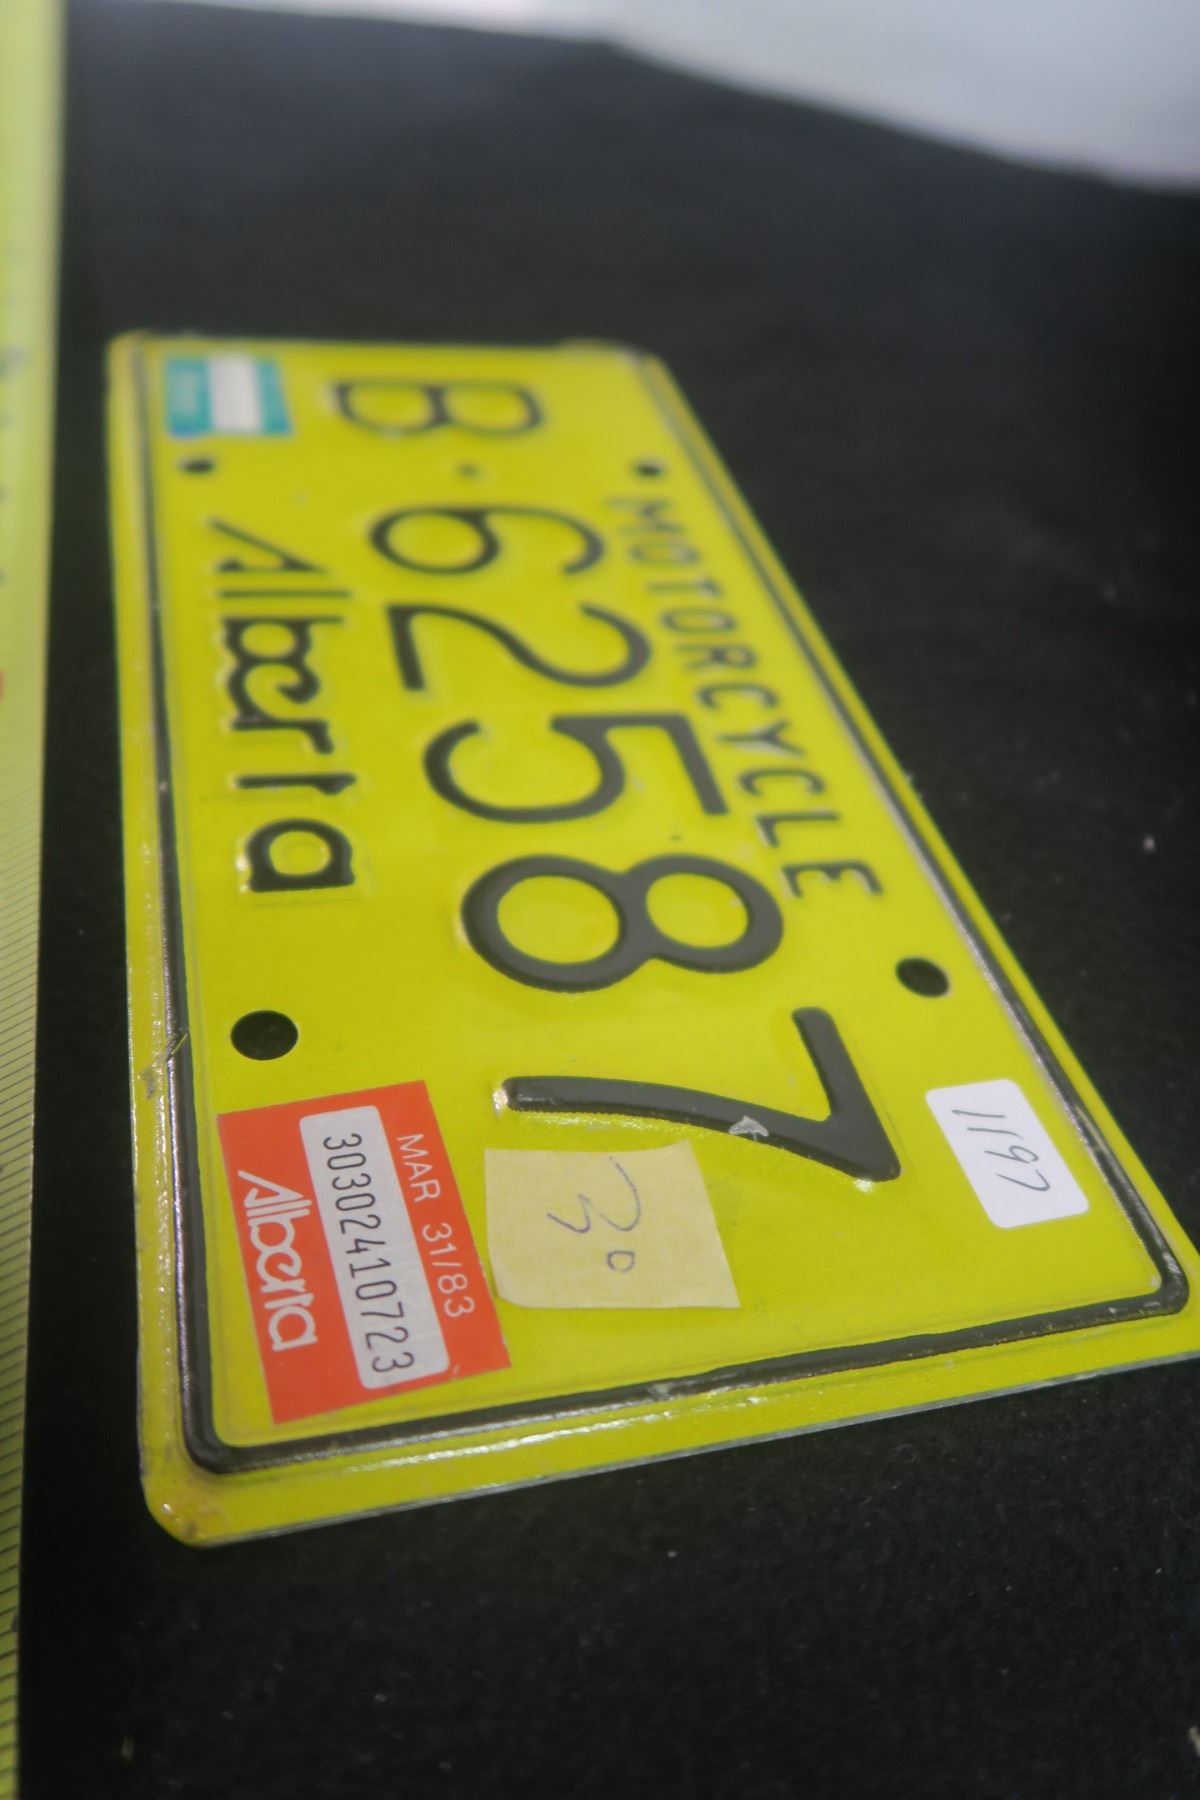 MOTORCYCLE
B·62587
Alberta
1197
30
MAR 31/83
3030241072​3
Alberta